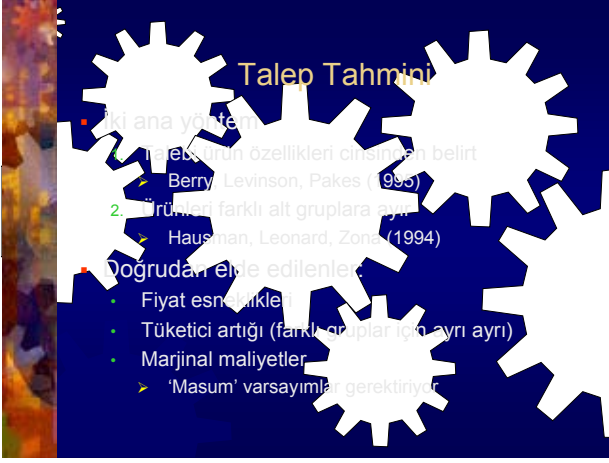 Talep Tahmini
İki ana yöntem
1. Talebi ürün özellikleri cinsinden belirt
Berry, Levinson, Pakes (1995)
2. Ürünleri farklı alt gruplara ayır
Hausman, Leonard, Zona (1994)
Doğrudan elde edilenler:
Fiyat esneklikleri
Tüketici artığı (farklı gruplar için ayrı ayrı)
Marjinal maliyetler
‘Masum’ varsayımlar gerektiriyor